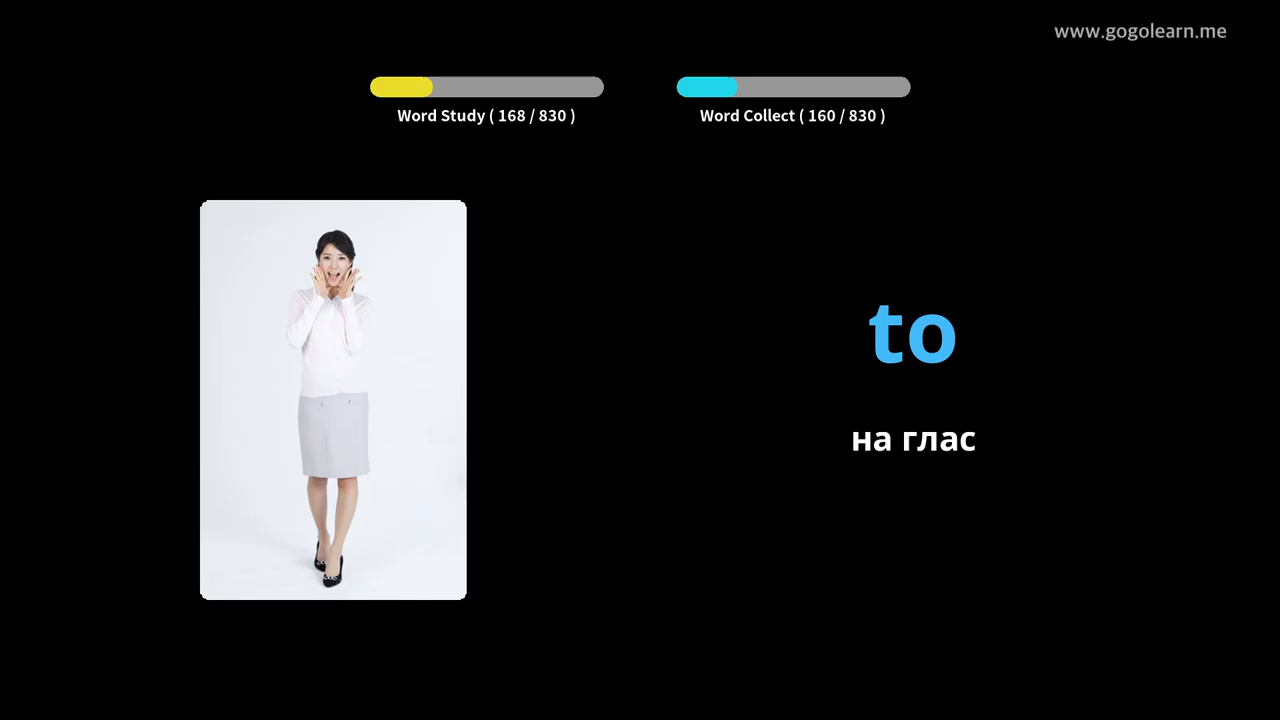 www.gogolearn.me
Word Study ( 168 / 830 )
Word Collect ( 160 / 830 )
to
на глас